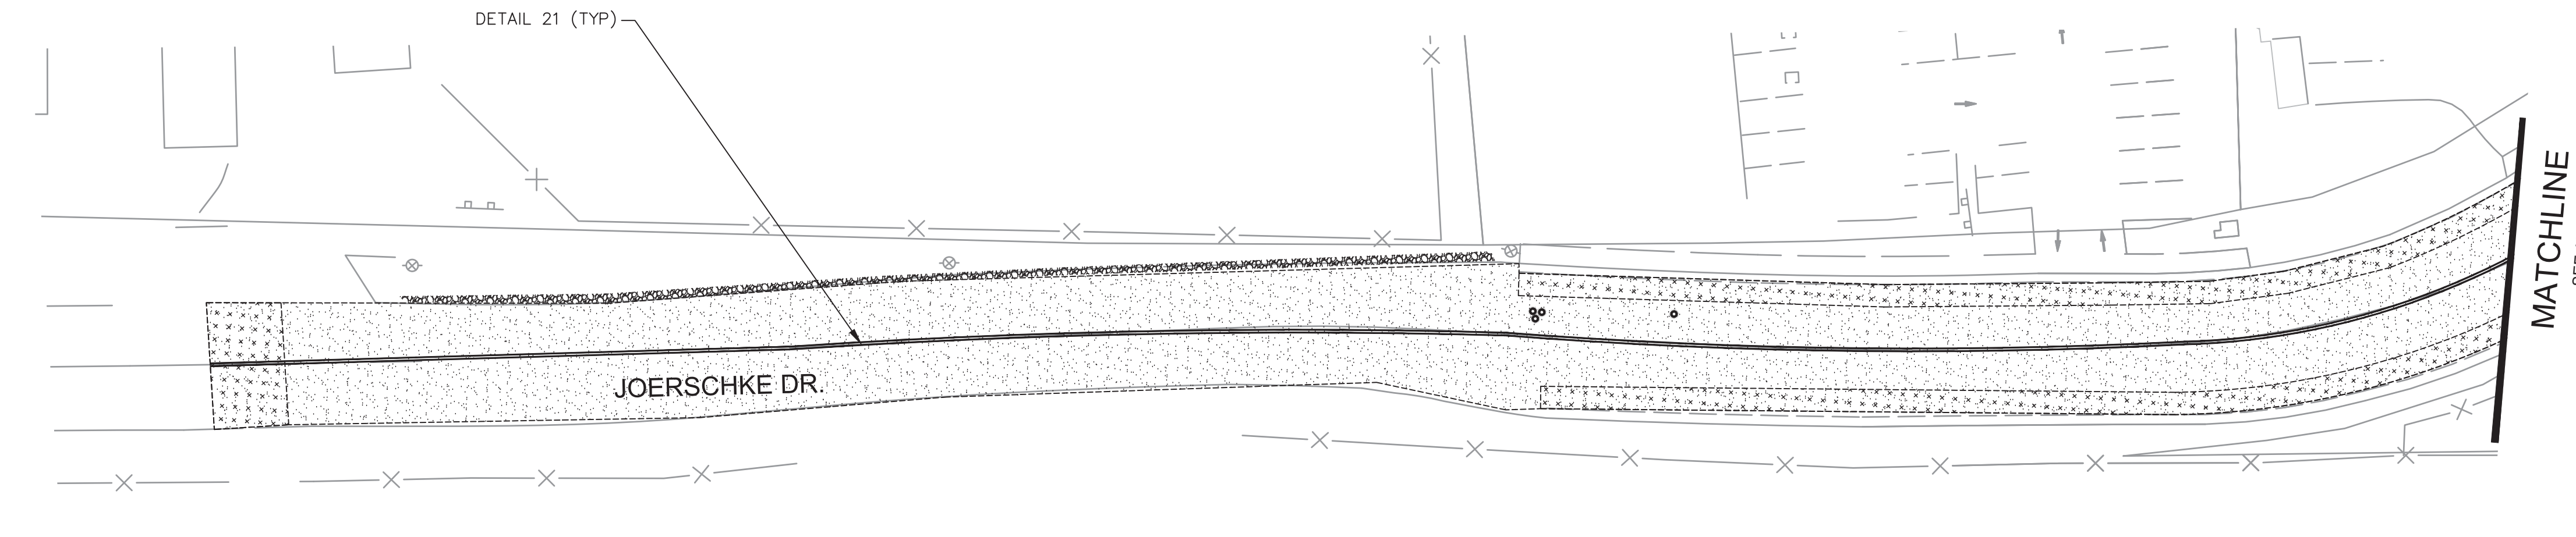 DETAIL 21 (TYP)
JOERSCHKE DR.
MATCHLINE